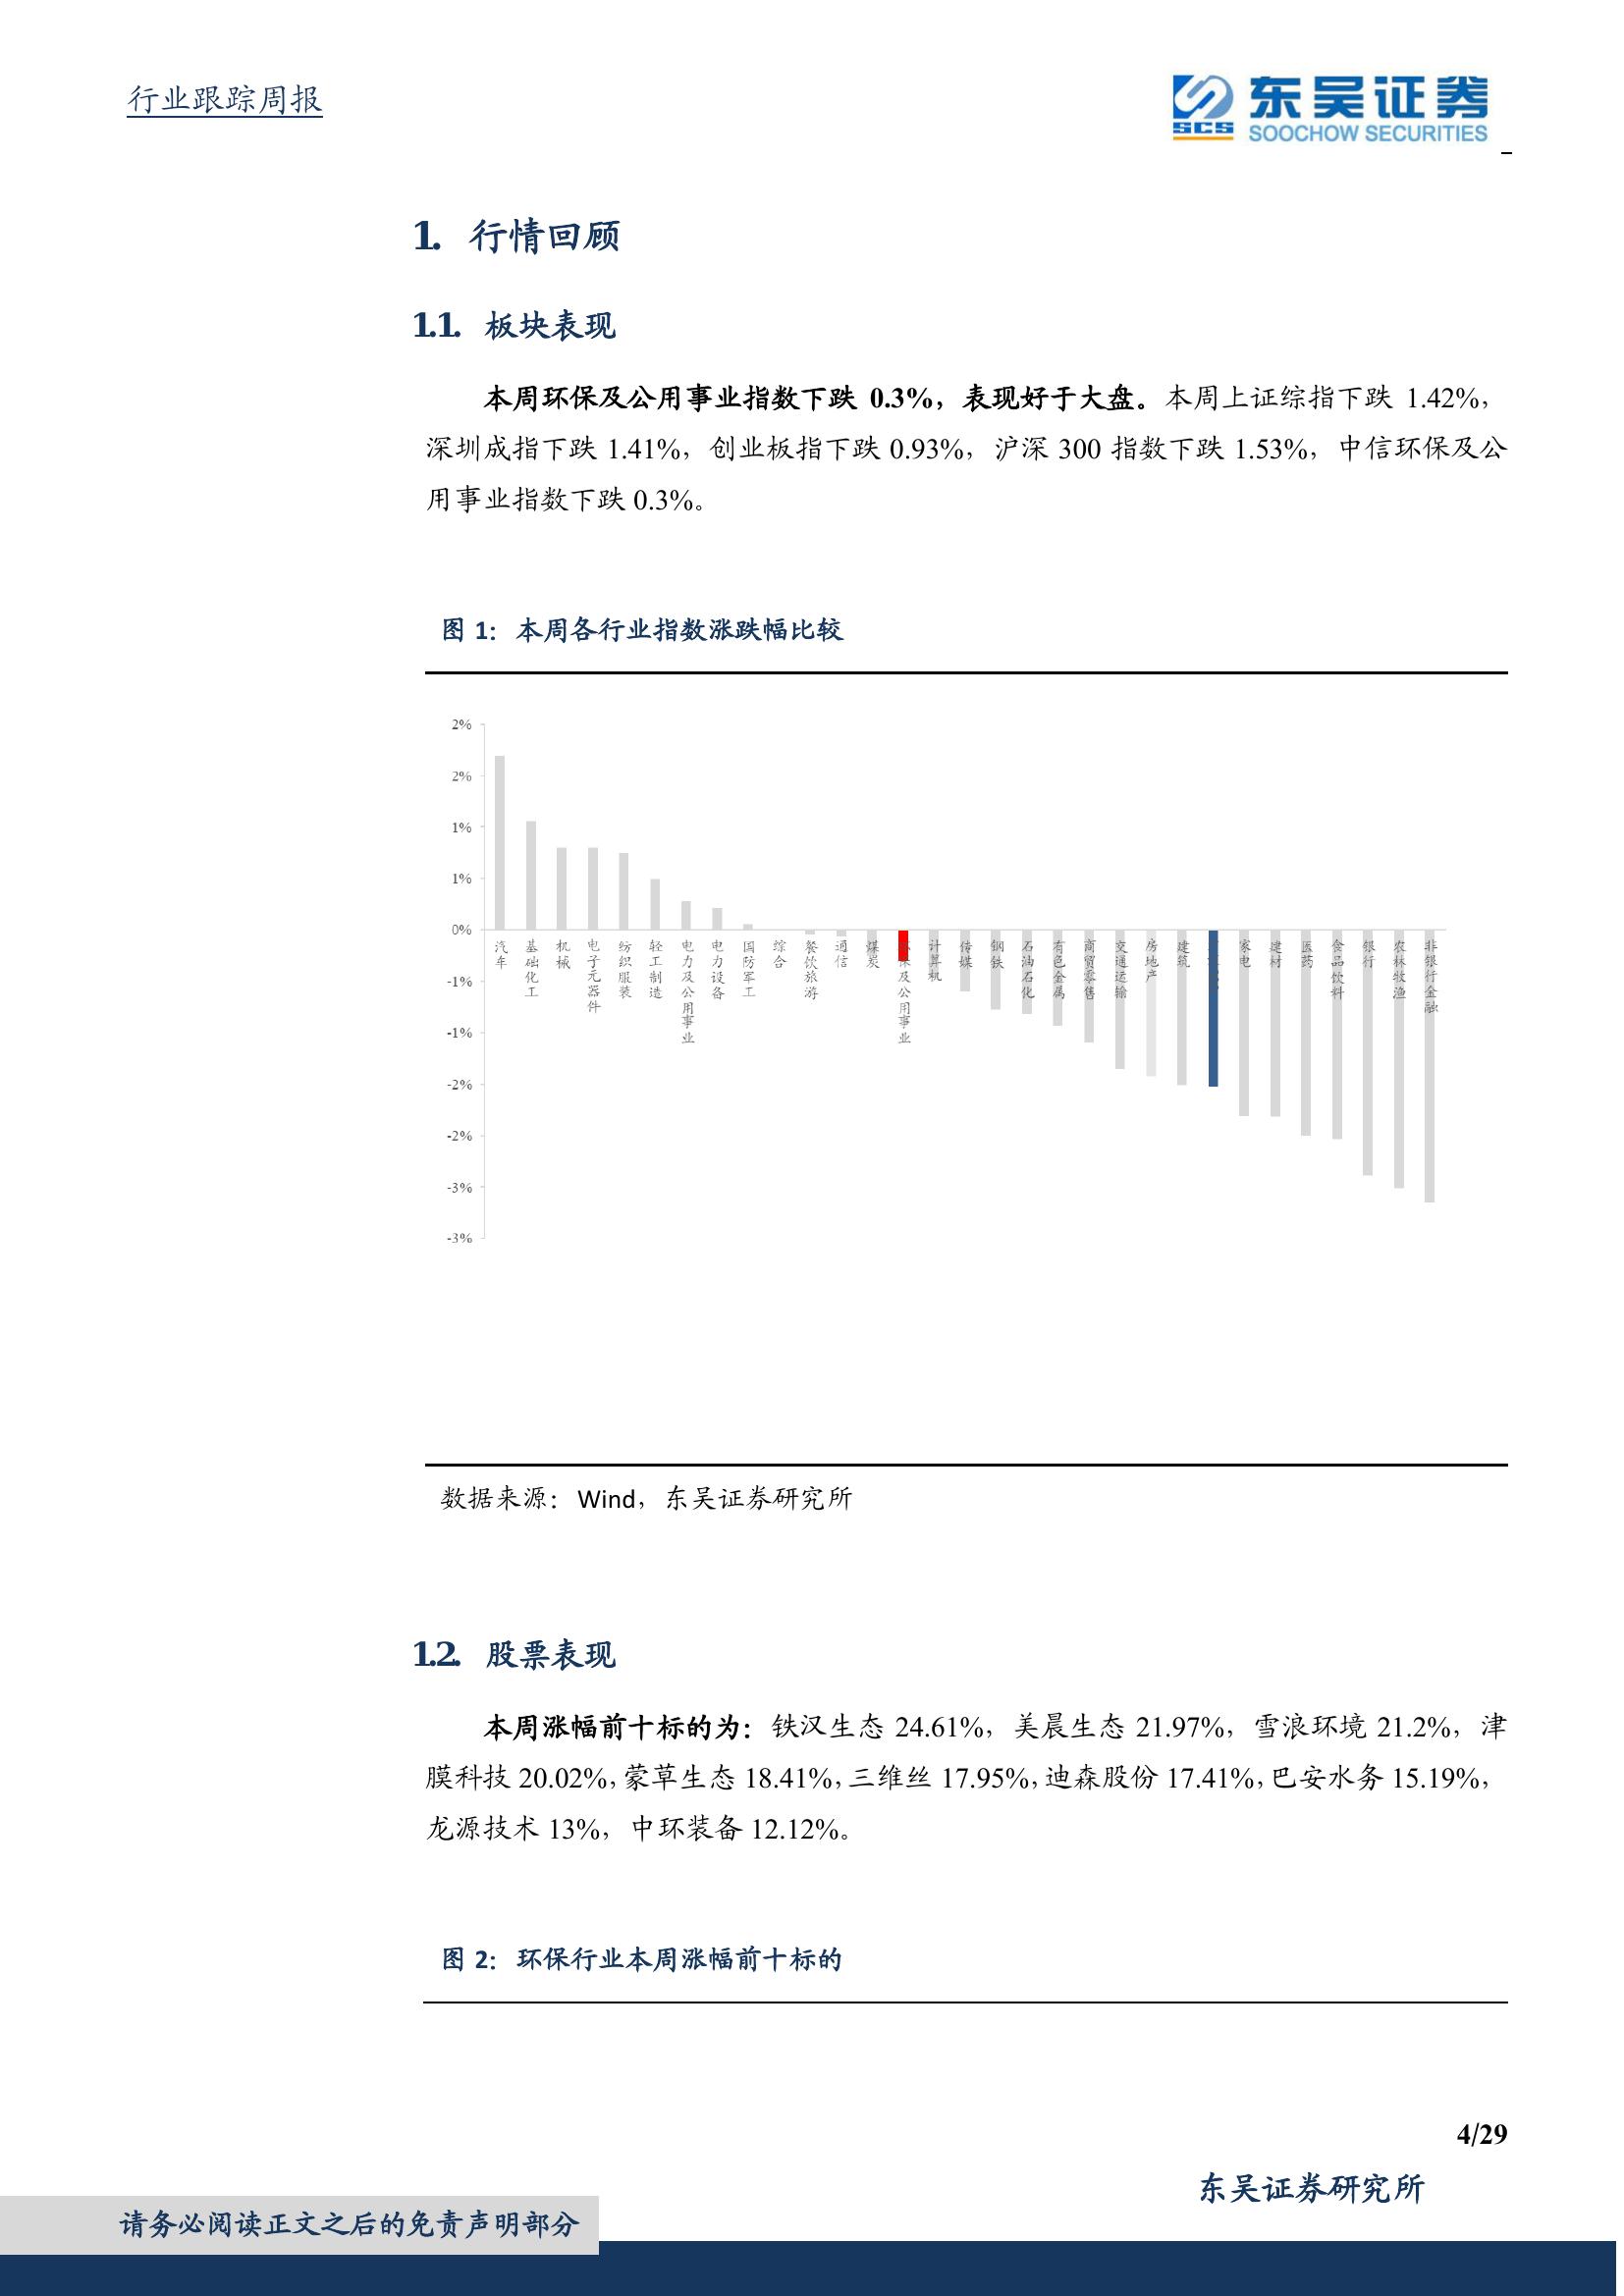 行业跟踪周报
SCS
东吴证券
SOOCHOW SECURITIES
1. 行情回顾
1.1. 板块表现
本周环保及公用事业指数下跌 0.3%，表现好于大盘。本周上证综指下跌 1.42%，
深圳成指下跌 1.41%，创业板指下跌 0.93%，沪深 300 指数下跌 1.53%，中信环保及公
用事业指数下跌 0.3%。
图 1：本周各行业指数涨跌幅比较
2%
2%
1%
1%
0%
-1%
-1%
-2%
-2%
-3%
-3%
汽车
基础化工
机械
电子元器件
纺织服装
轻工制造
电力及公用事业
电力设备
国防军工
综合
餐饮旅游
通信
煤炭
保及公用事业
计算机
传媒
钢铁
石油石化
有色金属
商贸零售
交通运输
房地产
建筑
家电
建材
医药
食品饮料
银行
农林牧渔
非银行金融
数据来源：Wind，东吴证券研究所
1.2. 股票表现
本周涨幅前十标的为：铁汉生态 24.61%，美晨生态 21.97%，雪浪环境 21.2%，津
膜科技 20.02%，蒙草生态 18.41%，三维丝 17.95%，迪森股份 17.41%，巴安水务 15.19%，
龙源技术 13%，中环装备 12.12%。
图 2：环保行业本周涨幅前十标的
4/29
东吴证券研究所
请务必阅读正文之后的免责声明部分